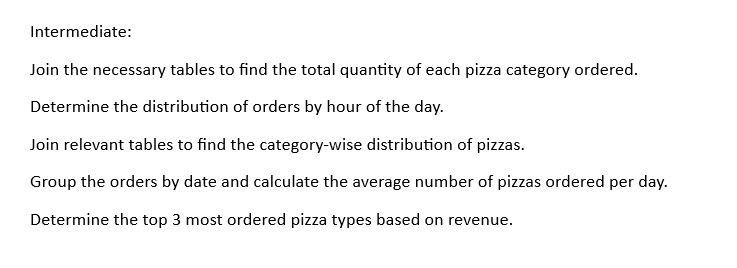 Intermediate:
Join the necessary tables to find the total quantity of each pizza category ordered.
Determine the distribution of orders by hour of the day.
Join relevant tables to find the category-wise distribution of pizzas.
Group the orders by date and calculate the average number of pizzas ordered per day.
Determine the top 3 most ordered pizza types based on revenue.